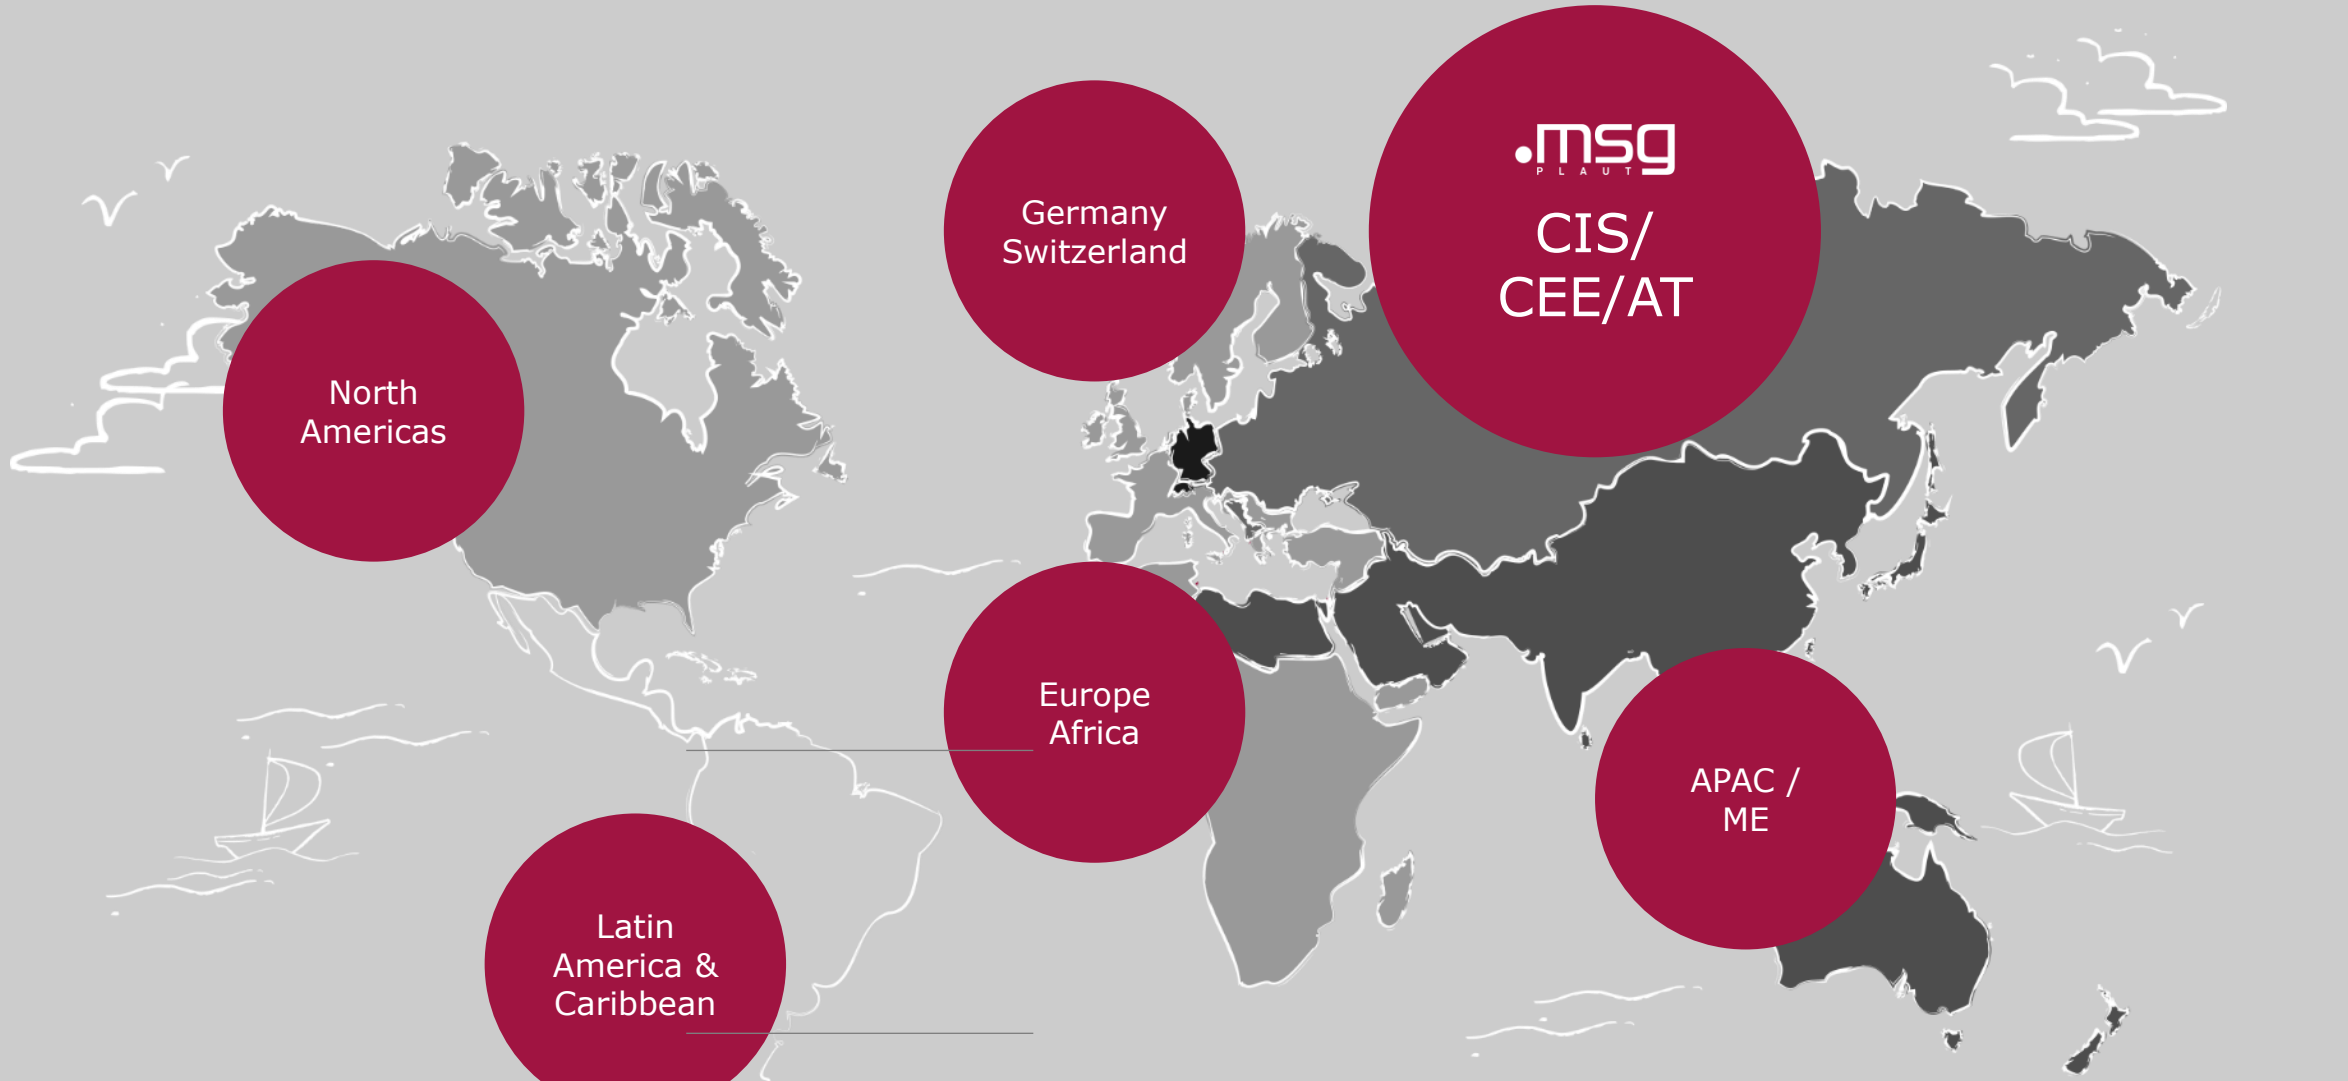 Germany
Switzerland
.msg
PLAUT
CIS/
CEE/AT
North
Americas
Europe
Africa
APAC /
ME
Latin
America &
Caribbean